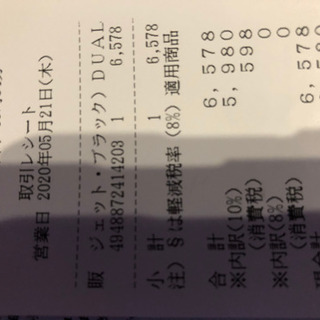 取引レシート
営業日 2020年05月21日(木)
販 ジェット・ブラック) DUAL
4948872414203 1 6,578
小 計 1 6,578
注) § は軽減税率 (8%) 適用商品
合 計 6,578
※内訳(10%) 5,980
(消費税) 598
※内訳(8%) 0
(消費税) 0